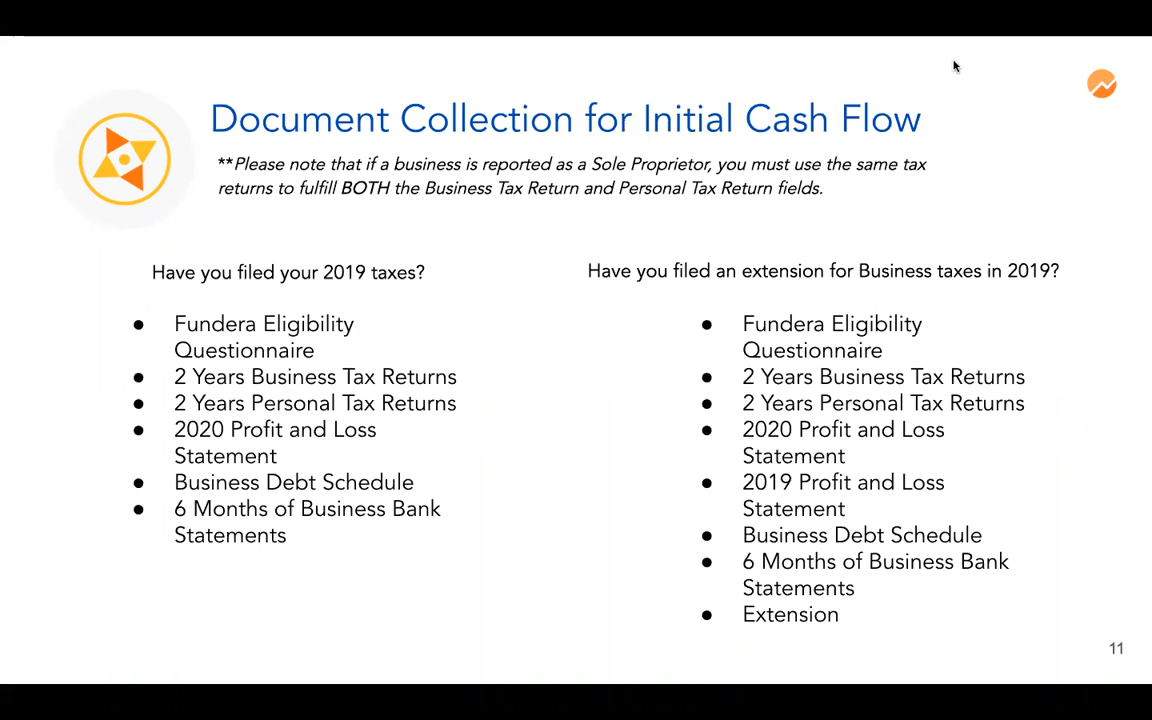 Document Collection for Initial Cash Flow
**Please note that if a business is reported as a Sole Proprietor, you must use the same tax
returns to fulfill BOTH the Business Tax Return and Personal Tax Return fields.
Have you filed your 2019 taxes?
● Fundera Eligibility
Questionnaire
● 2 Years Business Tax Returns
● 2 Years Personal Tax Returns
● 2020 Profit and Loss
Statement
● Business Debt Schedule
● 6 Months of Business Bank
Statements
Have you filed an extension for Business taxes in 2019?
● Fundera Eligibility
Questionnaire
● 2 Years Business Tax Returns
● 2 Years Personal Tax Returns
● 2020 Profit and Loss
Statement
● 2019 Profit and Loss
Statement
● Business Debt Schedule
● 6 Months of Business Bank
Statements
● Extension
11